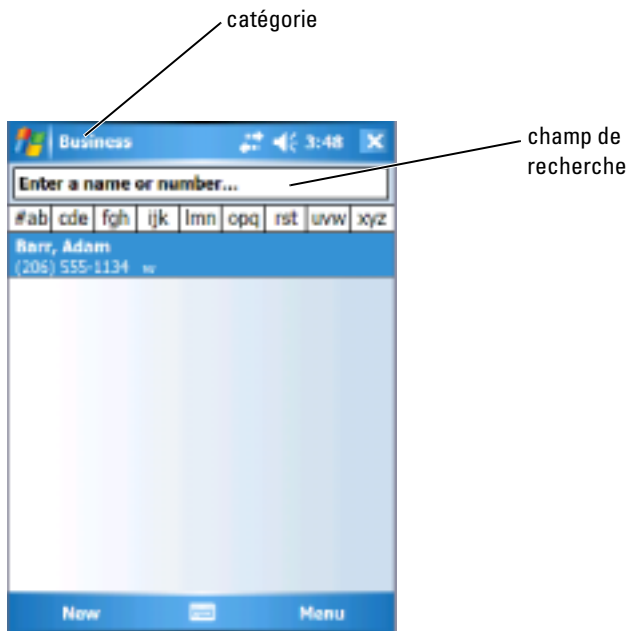 catégorie
Business 3:48
champ de
recherche
Enter a name or number...
#ab cde fgh ijk lmn opq rst uvw xyz
Barr, Adam
(206) 555-1134 w
New Menu